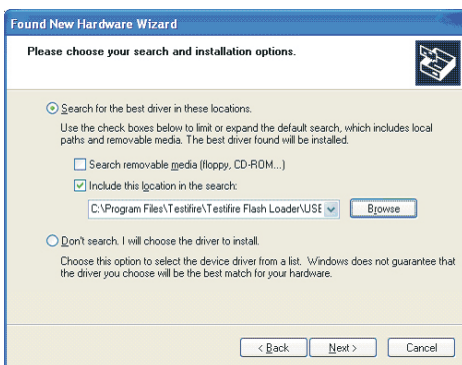 Found New Hardware Wizard
Please choose your search and installation options.
Search for the best driver in these locations.
Use the check boxes below to limit or expand the default search, which includes local
paths and removable media. The best driver found will be installed.
Search removable media (floppy, CD-ROM...)
Include this location in the search:
C:\Program Files\Testifire\Testifire Flash Loader\USE
Browse
Don't search. I will choose the driver to install.
Choose this option to select the device driver from a list. Windows does not guarantee that
the driver you choose will be the best match for your hardware.
< Back Next > Cancel